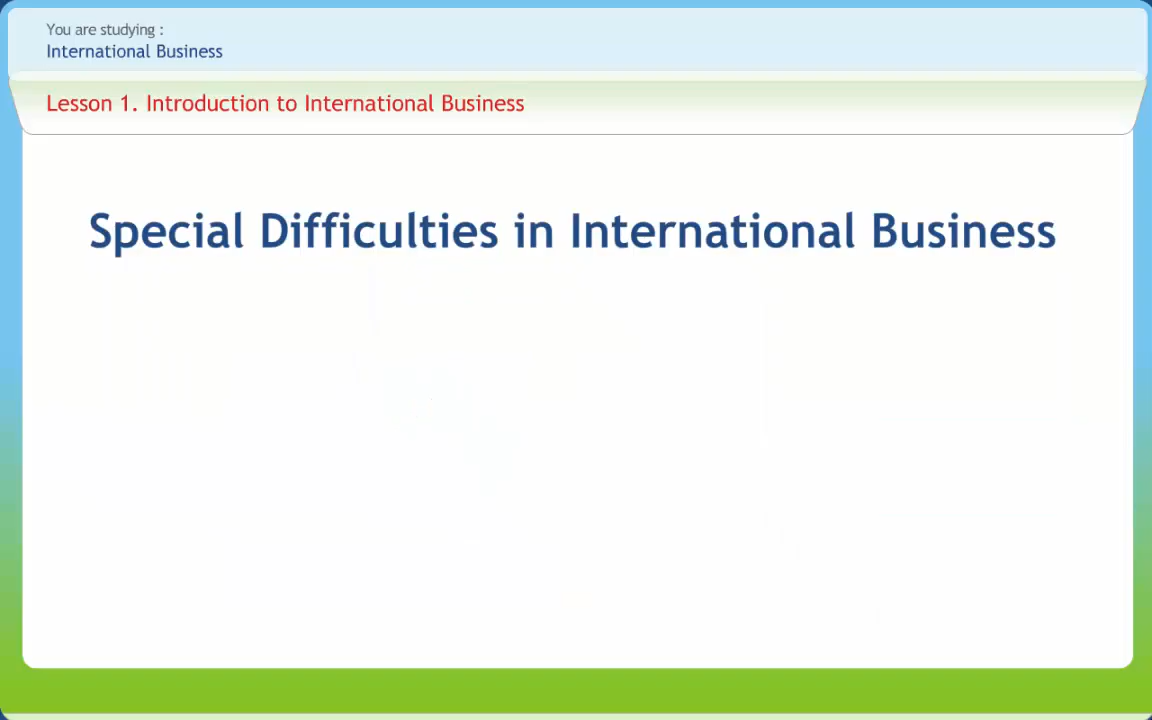 You are studying :
International Business
Lesson 1. Introduction to International Business
Special Difficulties in International Business